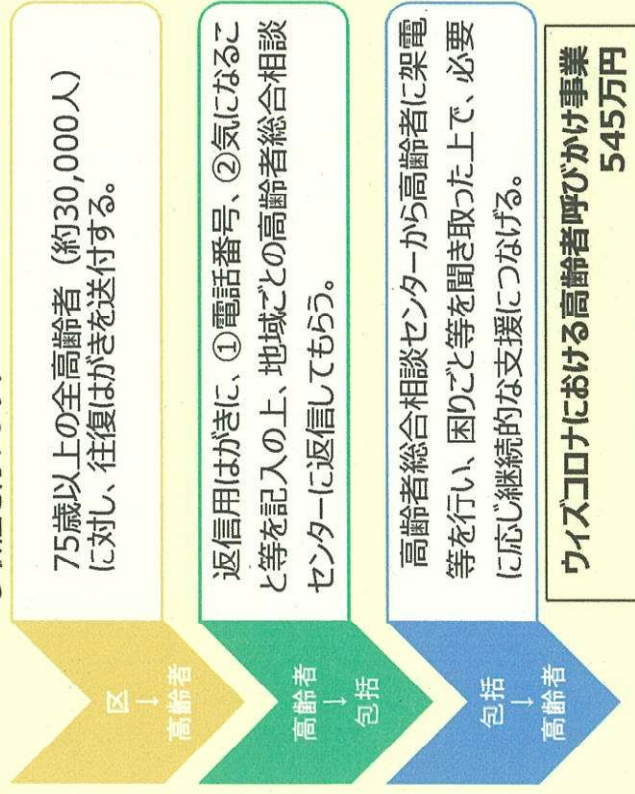 区
↓
高齢者
75歳以上の全高齢者(約30,000人)
に対し、往復はがきを送付する。
高齢者
↓
包括
返信用はがきに、①電話番号、②気になるこ
と等を記入の上、地域ごとの高齢者総合相談
センターに返信してもらう。
包括
↓
高齢者
高齢者総合相談センターから高齢者に架電
等を行い、困りごと等を聞き取った上で、必要
に応じ継続的な支援につなげる。
ウィズコロナにおける高齢者呼びかけ事業
545万円